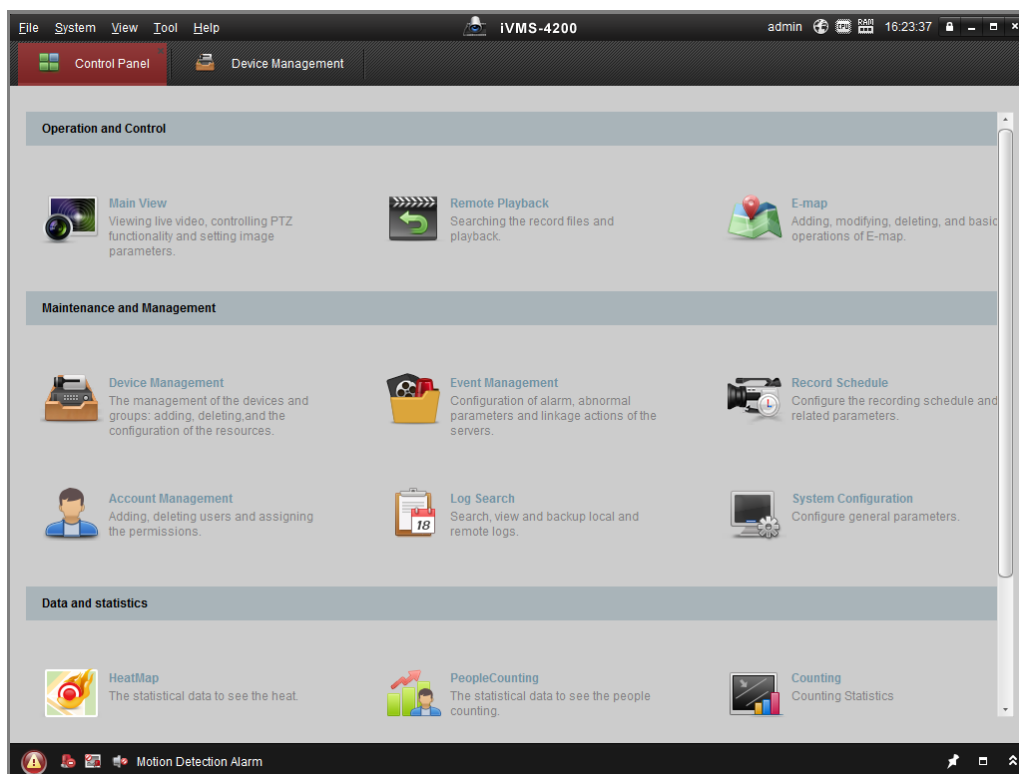 File System View Tool Help iVMS-4200 admin CPU RAM 16:23:37
Control Panel Device Management
Operation and Control
Main View
Viewing live video, controlling PTZ
functionality and setting image
parameters.
Remote Playback
Searching the record files and
playback.
E-map
Adding, modifying, deleting, and basic
operations of E-map.
Maintenance and Management
Device Management
The management of the devices and
groups: adding, deleting,and the
configuration of the resources.
Event Management
Configuration of alarm, abnormal
parameters and linkage actions of the
servers.
Record Schedule
Configure the recording schedule and
related parameters.
Account Management
Adding, deleting users and assigning
the permissions.
18
Log Search
Search, view and backup local and
remote logs.
System Configuration
Configure general parameters.
Data and statistics
HeatMap
The statistical data to see the heat.
PeopleCounting
The statistical data to see the people
counting.
Counting
Counting Statistics
Motion Detection Alarm